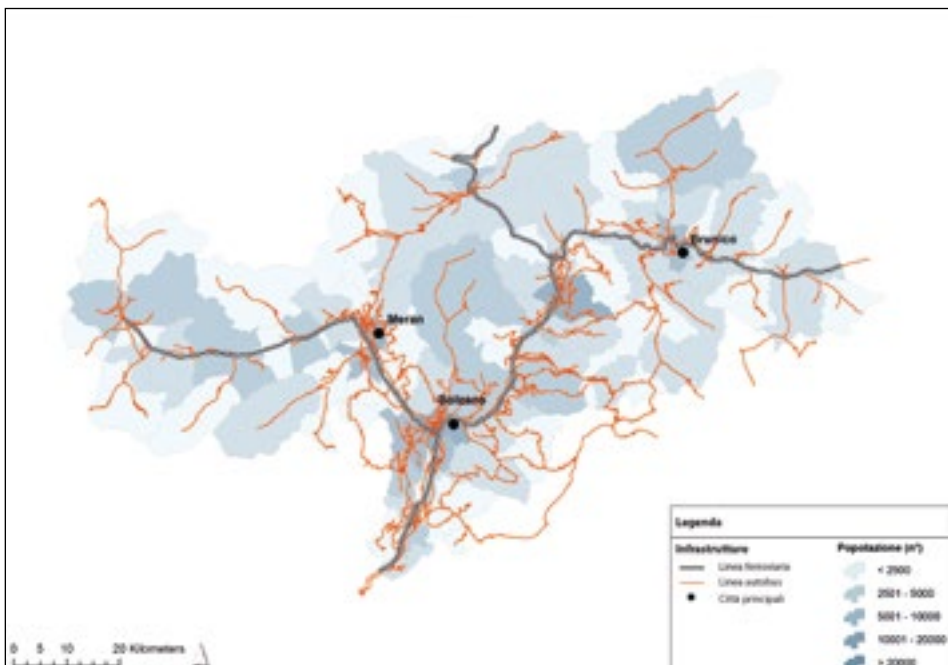 Brunico
Meran
Bolzano
Legenda
Infrastrutture
Linea ferroviaria
Linea autobus
Città principali
Popolazione (n°)
< 2500
2501 - 5000
5001 - 10000
10001 - 20000
> 20000
0 5 10 20 Kilometers